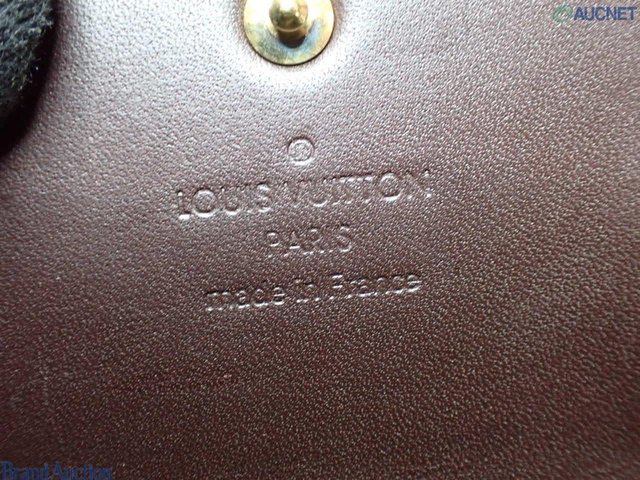 AUCNET
®
LOUIS VUITTON
PARIS
made in France
Brand Auction